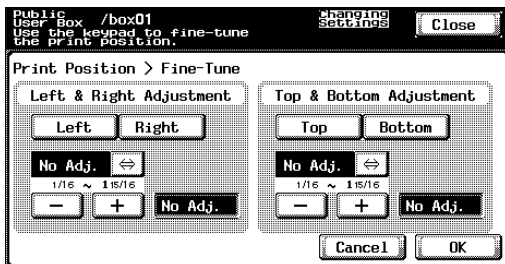 Public
User Box /box01
Changing
Settings
Close
Use the keypad to fine-tune
the print position.
Print Position > Fine-Tune
Left & Right Adjustment
Left Right
No Adj. ⇔
1/16 ~ 1 15/16
− + No Adj.
Top & Bottom Adjustment
Top Bottom
No Adj. ⇔
1/16 ~ 1 15/16
− + No Adj.
Cancel OK